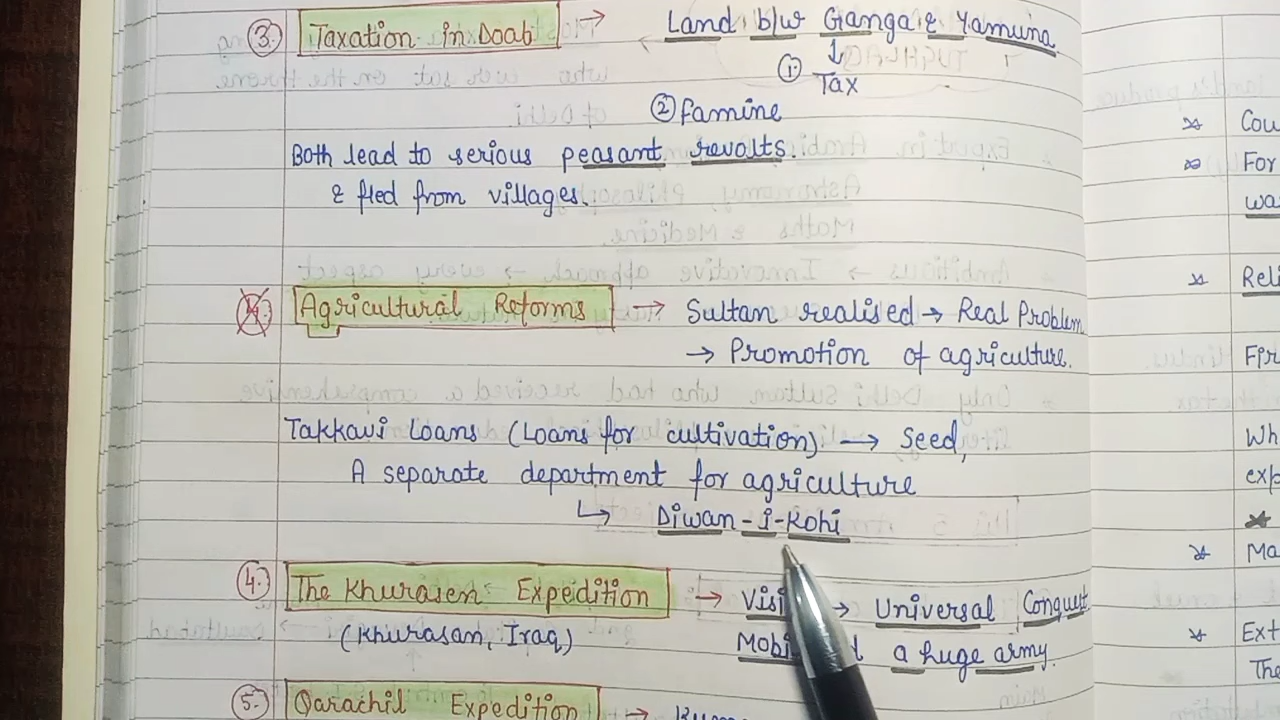 ③ Taxation in Doab → Land b/w Ganga & Yamuna
↓
① Tax
② famine
Both lead to serious peasant revolts.
& fled from villages.
4. Agricultural Reforms → Sultan realised → Real Problem
→ Promotion of agriculture.
Takkavi Loans (Loans for cultivation) → seed,
A separate department for agriculture
↳ Diwan-i-Kohi
④ The Khurasen Expedition → → Universal Conquest
(Khurasan, Iraq) a huge army.
⑤ Qarachil Expedition →
Cou
For
wa
Reli
Fir
Wh
exp
Ma
Ext
The